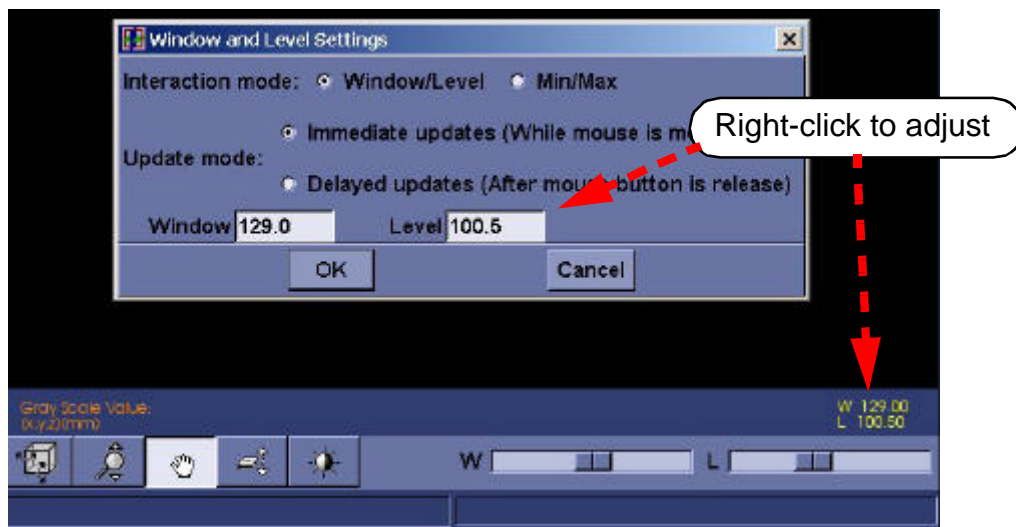 Window and Level Settings
Interaction mode: Window/Level Min/Max
Immediate updates (While mouse is m
Right-click to adjust
Update mode:
Delayed updates (After mouse button is release)
Window 129.0 Level 100.5
OK Cancel
Gray Scale Value:
(x,y,z)(mm)
W 129.00
L 100.50
W L